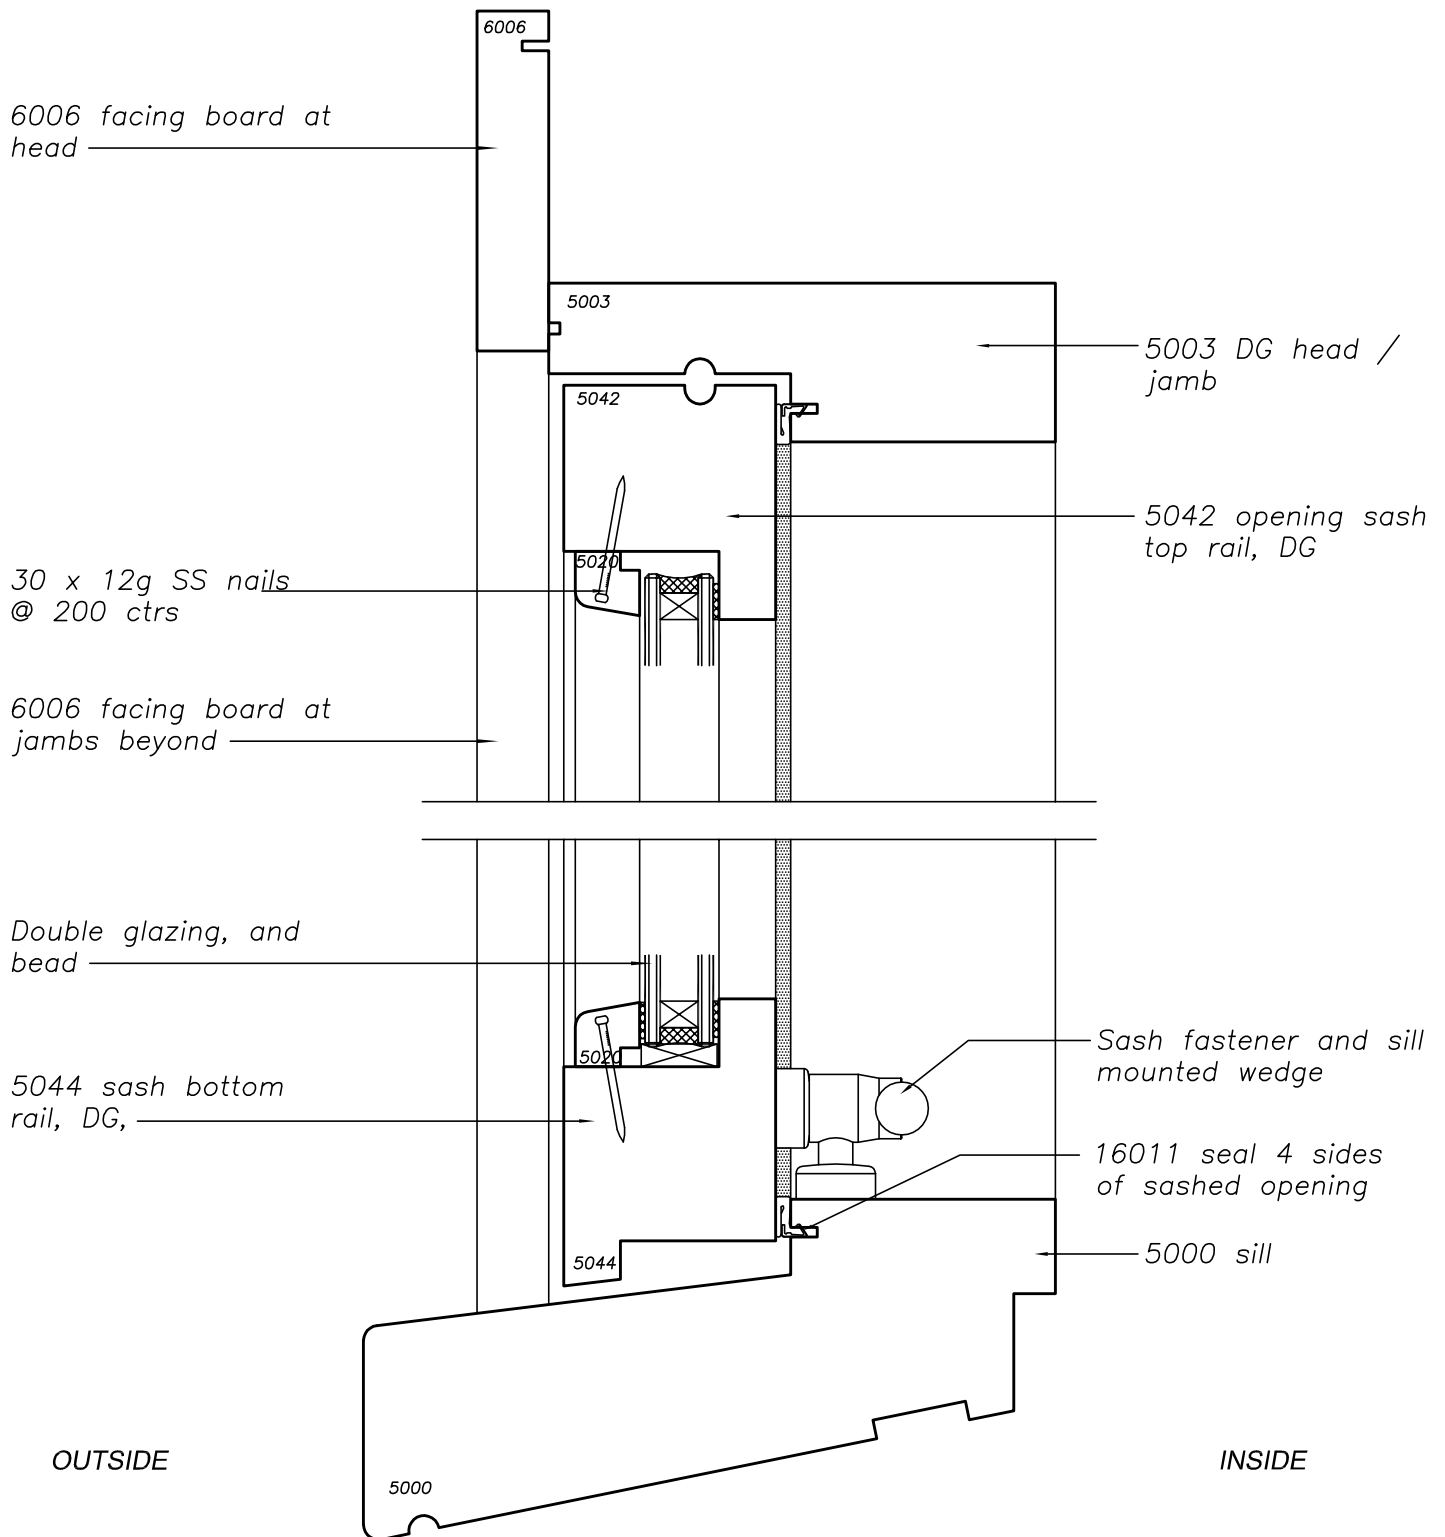 6006
6006 facing board at
head
5003
5003 DG head /
jamb
5042
5042 opening sash
top rail, DG
5020
30 x 12g SS nails
@ 200 ctrs
6006 facing board at
jambs beyond
Double glazing, and
bead
Sash fastener and sill
mounted wedge
5020
5044 sash bottom
rail, DG,
16011 seal 4 sides
of sashed opening
5044
5000 sill
OUTSIDE
INSIDE
5000